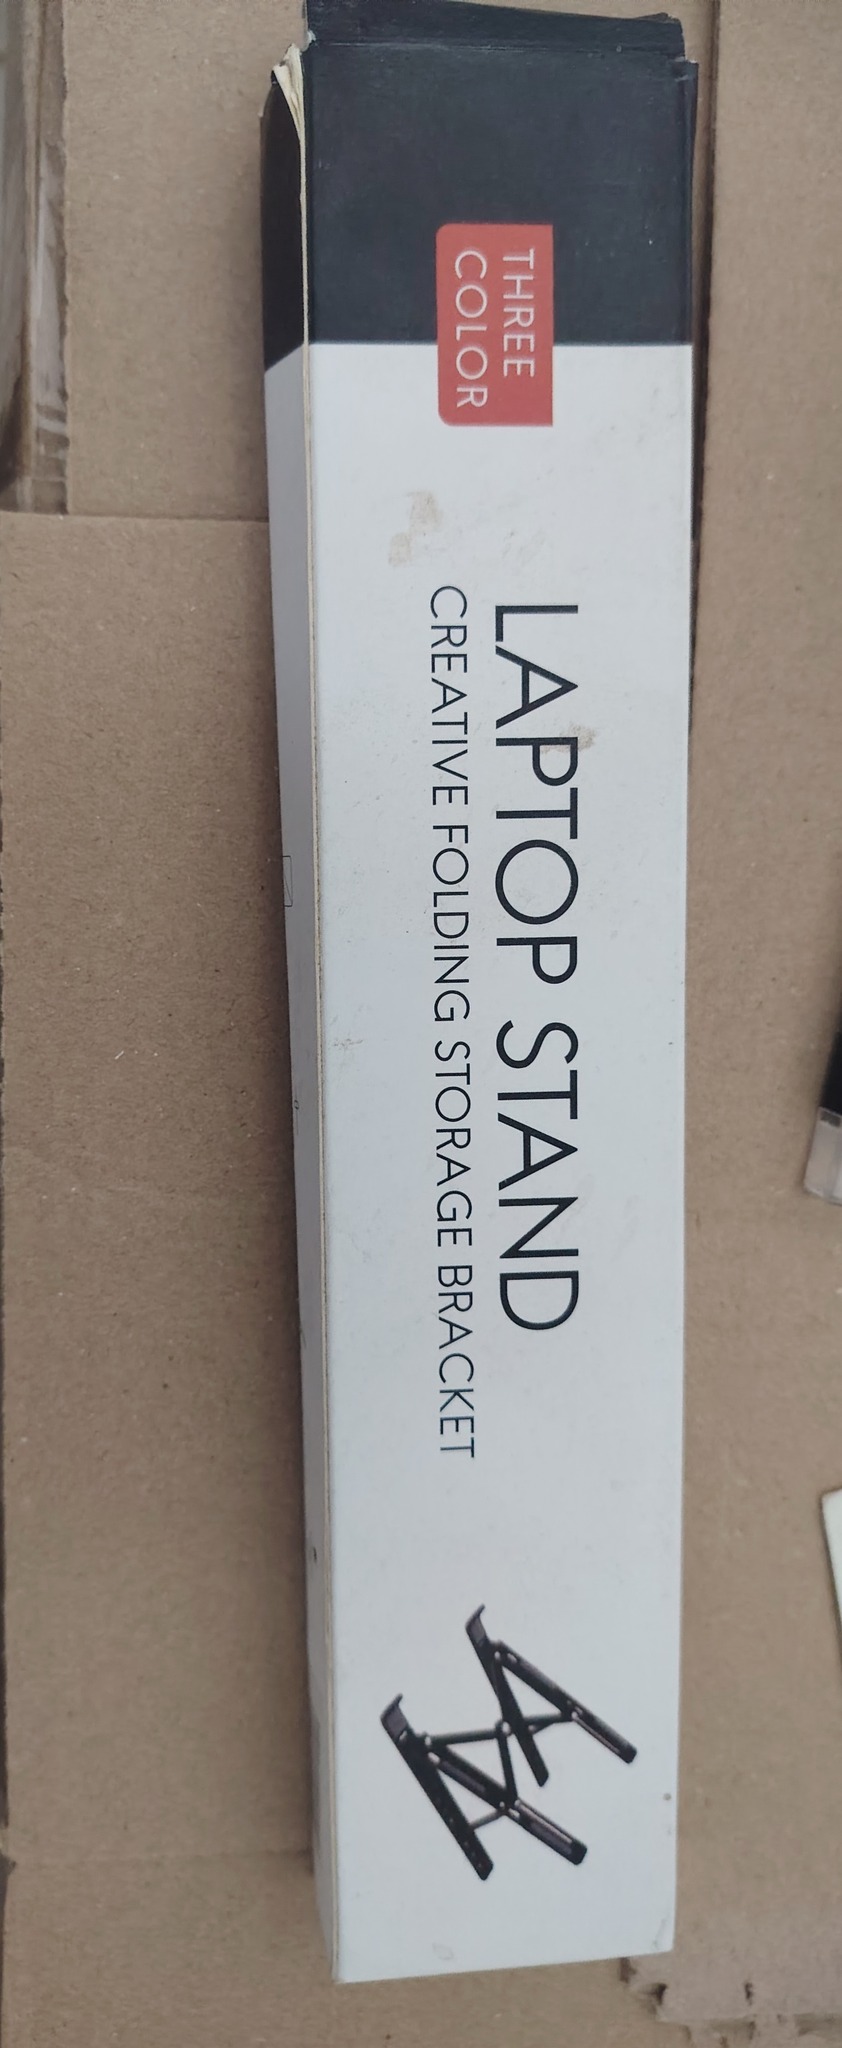 THREE
COLOR
LAPTOP STAND
CREATIVE FOLDING STORAGE BRACKET